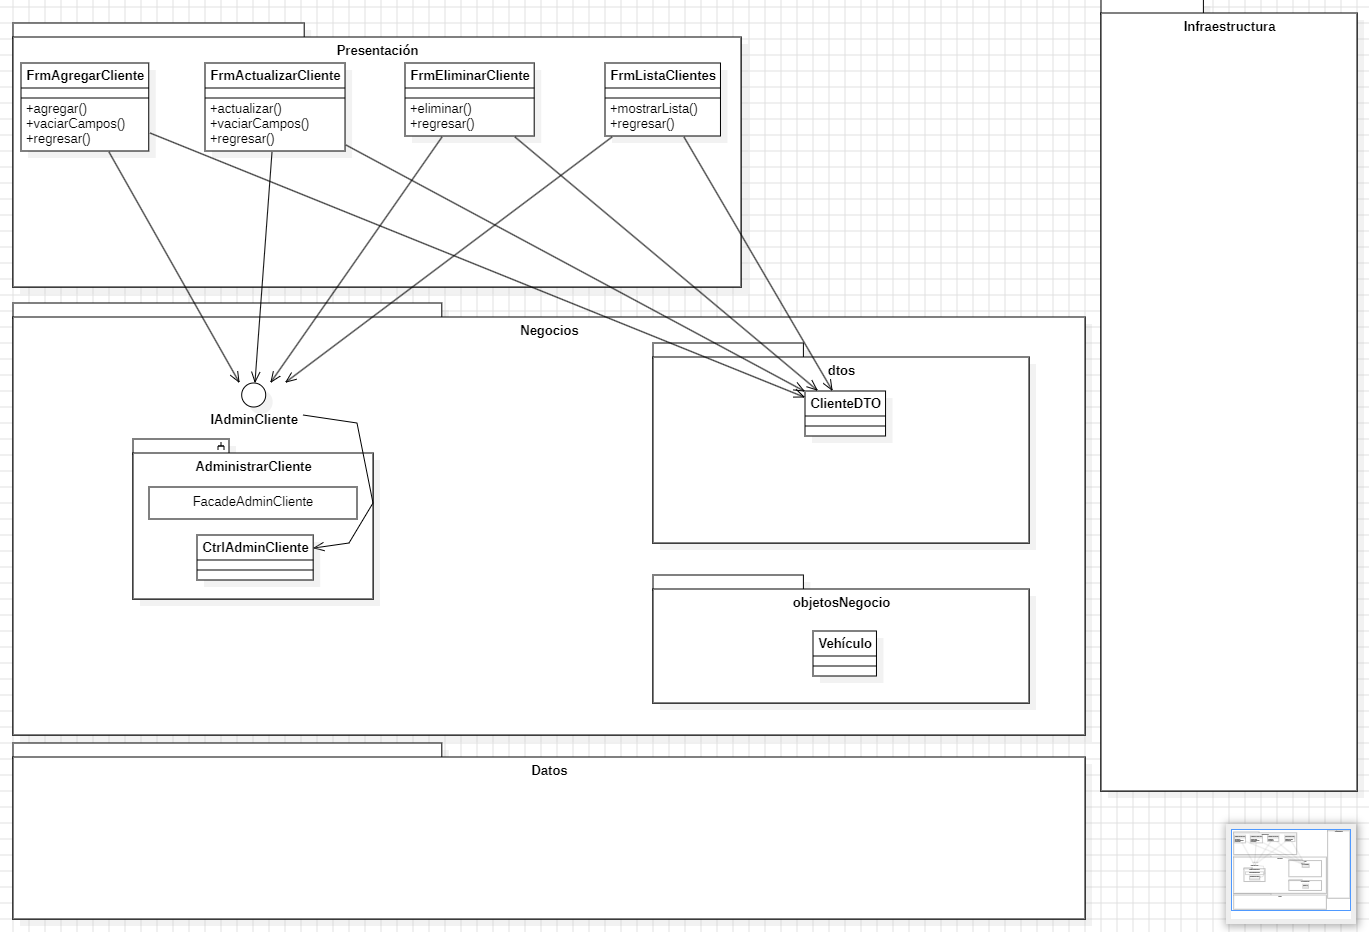 Infraestructura
Presentación
FrmAgregarCliente
+agregar()
+vaciarCampos()
+regresar()
FrmActualizarCliente
+actualizar()
+vaciarCampos()
+regresar()
FrmEliminarCliente
+eliminar()
+regresar()
FrmListaClientes
+mostrarLista()
+regresar()
Negocios
IAdminCliente
AdministrarCliente
FacadeAdminCliente
CtrlAdminCliente
dtos
ClienteDTO
objetosNegocio
Vehículo
Datos